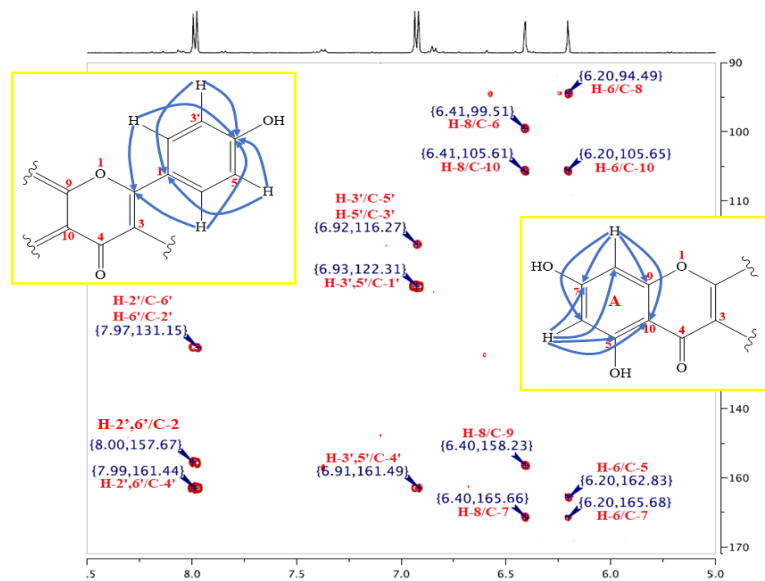 90
{6.20,94.49}
H-6/C-8
{6.41,99.51}
H-8/C-6
100
{6.41,105.61}
H-8/C-10
{6.20,105.65}
H-6/C-10
110
H
H
3'
OH
O
1
1'
5'
9
H
H
10
4
3
O
H-3'/C-5'
H-5'/C-3'
{6.92,116.27}
{6.93,122.31}
H-3',5'/C-1'
H
HO
O
1
7
9
A
H
5
10
4
3
OH
O
H-2'/C-6'
H-6'/C-2'
{7.97,131.15}
140
H-2’,6’/C-2
{8.00,157.67}
{7.99,161.44}
H-2',6'/C-4'
150
H-3',5'/C-4'
{6.91,161.49}
H-8/C-9
{6.40,158.23}
160
H-6/C-5
{6.20,162.83}
{6.40,165.66}
H-8/C-7
{6.20,165.68}
H-6/C-7
170
.5 8.0 7.5 7.0 6.5 6.0 5.5 5.0